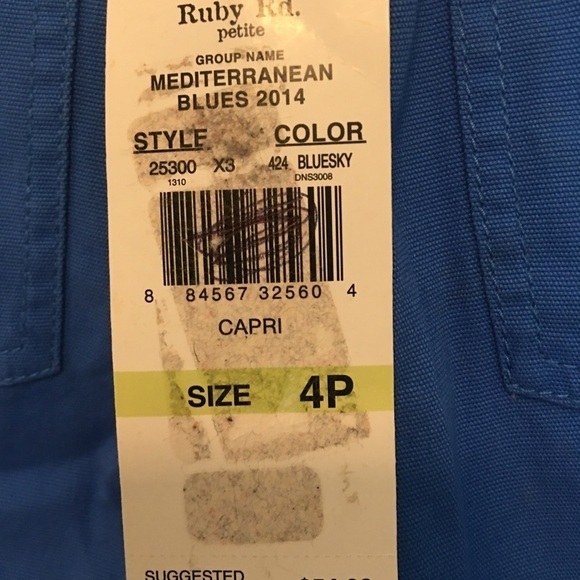 Ruby Rd.
petite
GROUP NAME
MEDITERRANEAN
BLUES 2014
STYLE COLOR
25300 X3 424 BLUESKY
1310 DNS3008
8 84567 32560 4
CAPRI
SIZE 4P
SUGGESTED